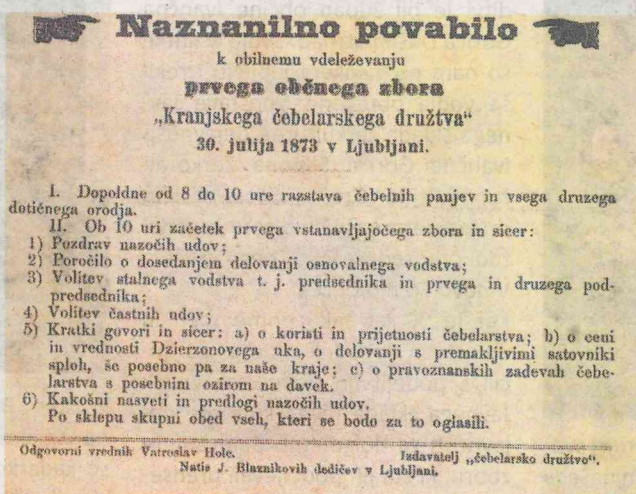 Naznanilno povabilo
k obilnemu vdeleževanju
prvega občnega zbora
„Kranjskega čebelarskega družtva“
30. julija 1873 v Ljubljani.
I. Dopoldne od 8 do 10 ure razstava čebelnih panjev in vsega druzega
dotičnega orodja.
II. Ob 10 uri začetek prvega vstanavljajočega zbora in sicer:
1) Pozdrav nazočih udov;
2) Poročilo o dosedanjem delovanji osnovalnega vodstva;
3) Volitev stalnega vodstva t. j. predsednika in prvega in druzega pod-
predsednika;
4) Volitev častnih udov;
5) Kratki govori in sicer: a) o koristi in prijetnosti čebelarstva; b) o ceni
in vrednosti Dzierzonovega uka, o delovanji s premakljivimi satovniki
sploh, še posebno pa za naše kraje; c) o pravoznanskih zadevah čebe-
larstva s posebnim ozirom na davek.
6) Kakošni nasveti in predlogi nazočih udov.
Po sklepu skupni obed vseh, kteri se bodo za to oglasili.
Odgovorni vrednik Vatroslav Holc. Izdavatelj „čebelarsko družtvo“.
Natis J. Blaznikovih dedičev v Ljubljani.